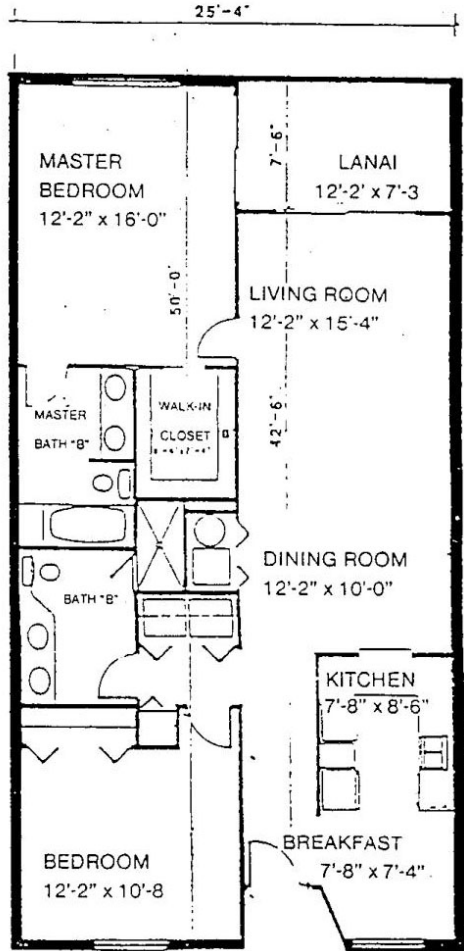 25'-4"
MASTER
BEDROOM
12'-2" x 16'-0"
7'-6"
LANAI
12'-2' x 7'-3
50'-0"
LIVING ROOM
12'-2" x 15'-4"
42'-6"
MASTER
BATH "B"
WALK-IN
CLOSET
DINING ROOM
12'-2" x 10'-0"
BATH "B"
KITCHEN
7'-8" x 8'-6"
BREAKFAST
7'-8" x 7'-4"
BEDROOM
12'-2" x 10'-8